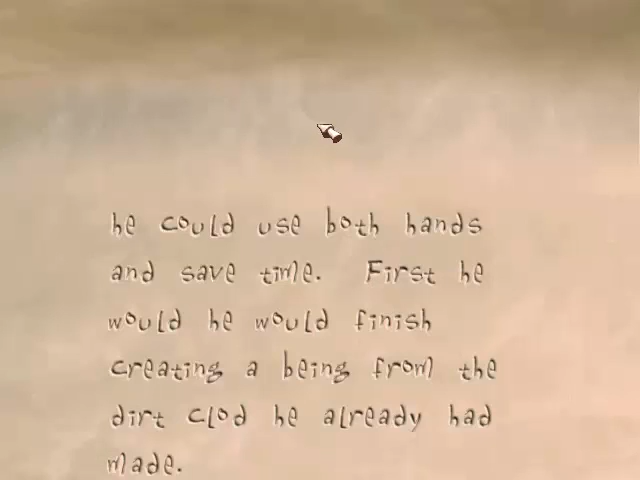 he could use both hands
and save time. First he
would he would finish
creating a being from the
dirt clod he already had
made.